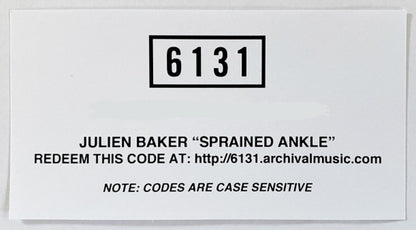 6131
JULIEN BAKER “SPRAINED ANKLE”
REDEEM THIS CODE AT: http://6131.archivalmusic.com
NOTE: CODES ARE CASE SENSITIVE